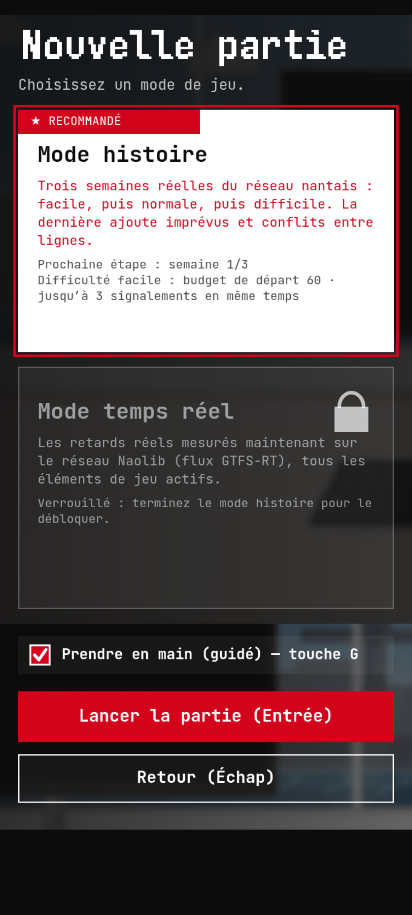 Nouvelle partie
Choisissez un mode de jeu.
★ RECOMMANDÉ
Mode histoire
Trois semaines réelles du réseau nantais :
facile, puis normale, puis difficile. La
dernière ajoute imprévus et conflits entre
lignes.
Prochaine étape : semaine 1/3
Difficulté facile : budget de départ 60 ·
jusqu’à 3 signalements en même temps
Mode temps réel
Les retards réels mesurés maintenant sur
le réseau Naolib (flux GTFS-RT), tous les
éléments de jeu actifs.
Verrouillé : terminez le mode histoire pour le
débloquer.
Prendre en main (guidé) — touche G
Lancer la partie (Entrée)
Retour (Échap)